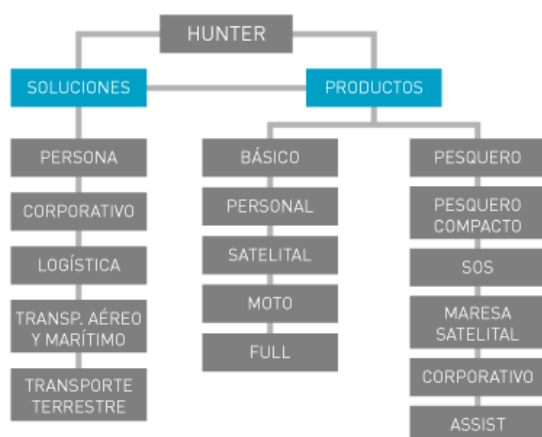 HUNTER
SOLUCIONES
PRODUCTOS
PERSONA
CORPORATIVO
LOGÍSTICA
TRANSP. AÉREO
Y MARÍTIMO
TRANSPORTE
TERRESTRE
BÁSICO
PERSONAL
SATELITAL
MOTO
FULL
PESQUERO
PESQUERO
COMPACTO
SOS
MARESA
SATELITAL
CORPORATIVO
ASSIST